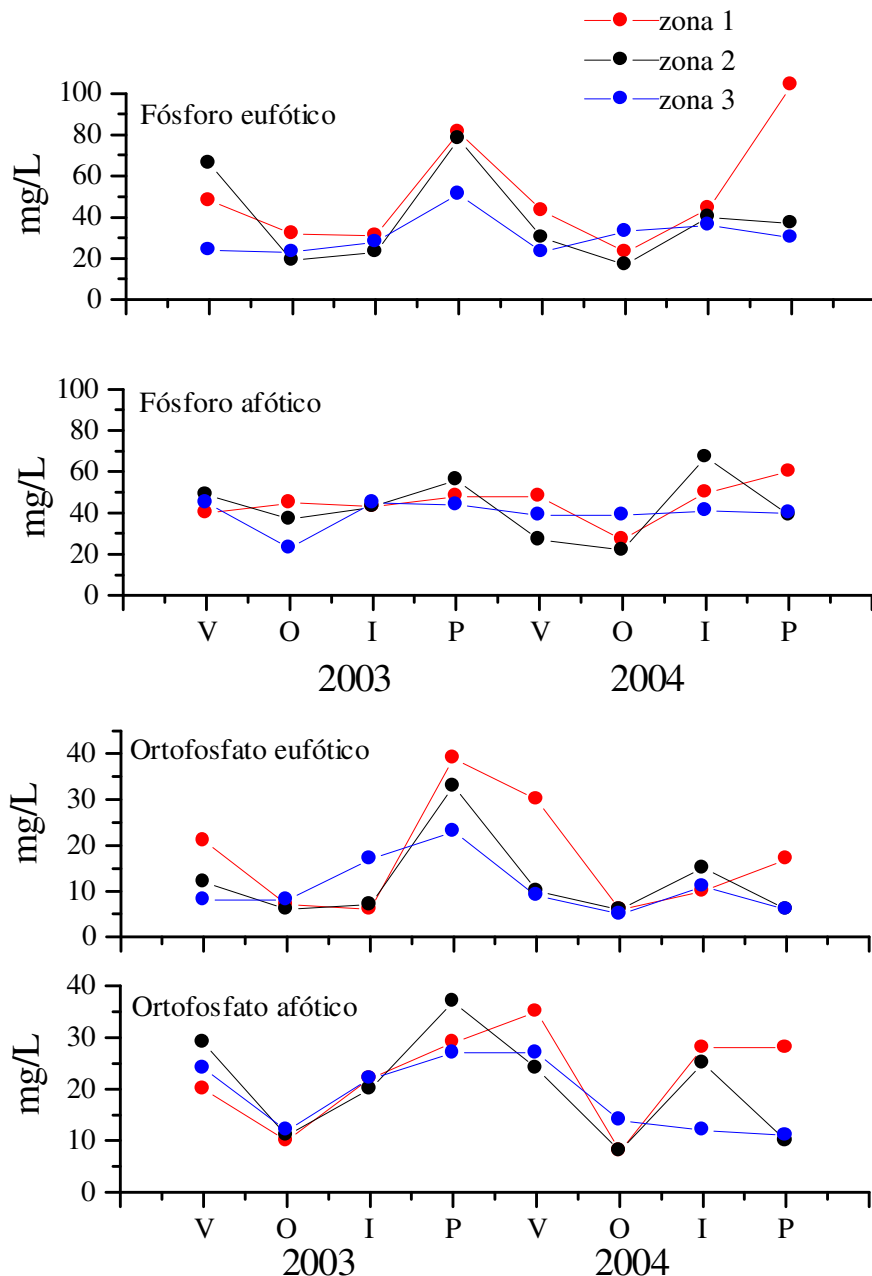 zona 1
zona 2
zona 3
Fósforo eufótico
mg/L
100
80
60
40
20
0
Fósforo afótico
mg/L
100
80
60
40
20
0
V O I P V O I P
2003 2004
Ortofosfato eufótico
mg/L
40
30
20
10
0
Ortofosfato afótico
mg/L
40
30
20
10
0
V O I P V O I P
2003 2004